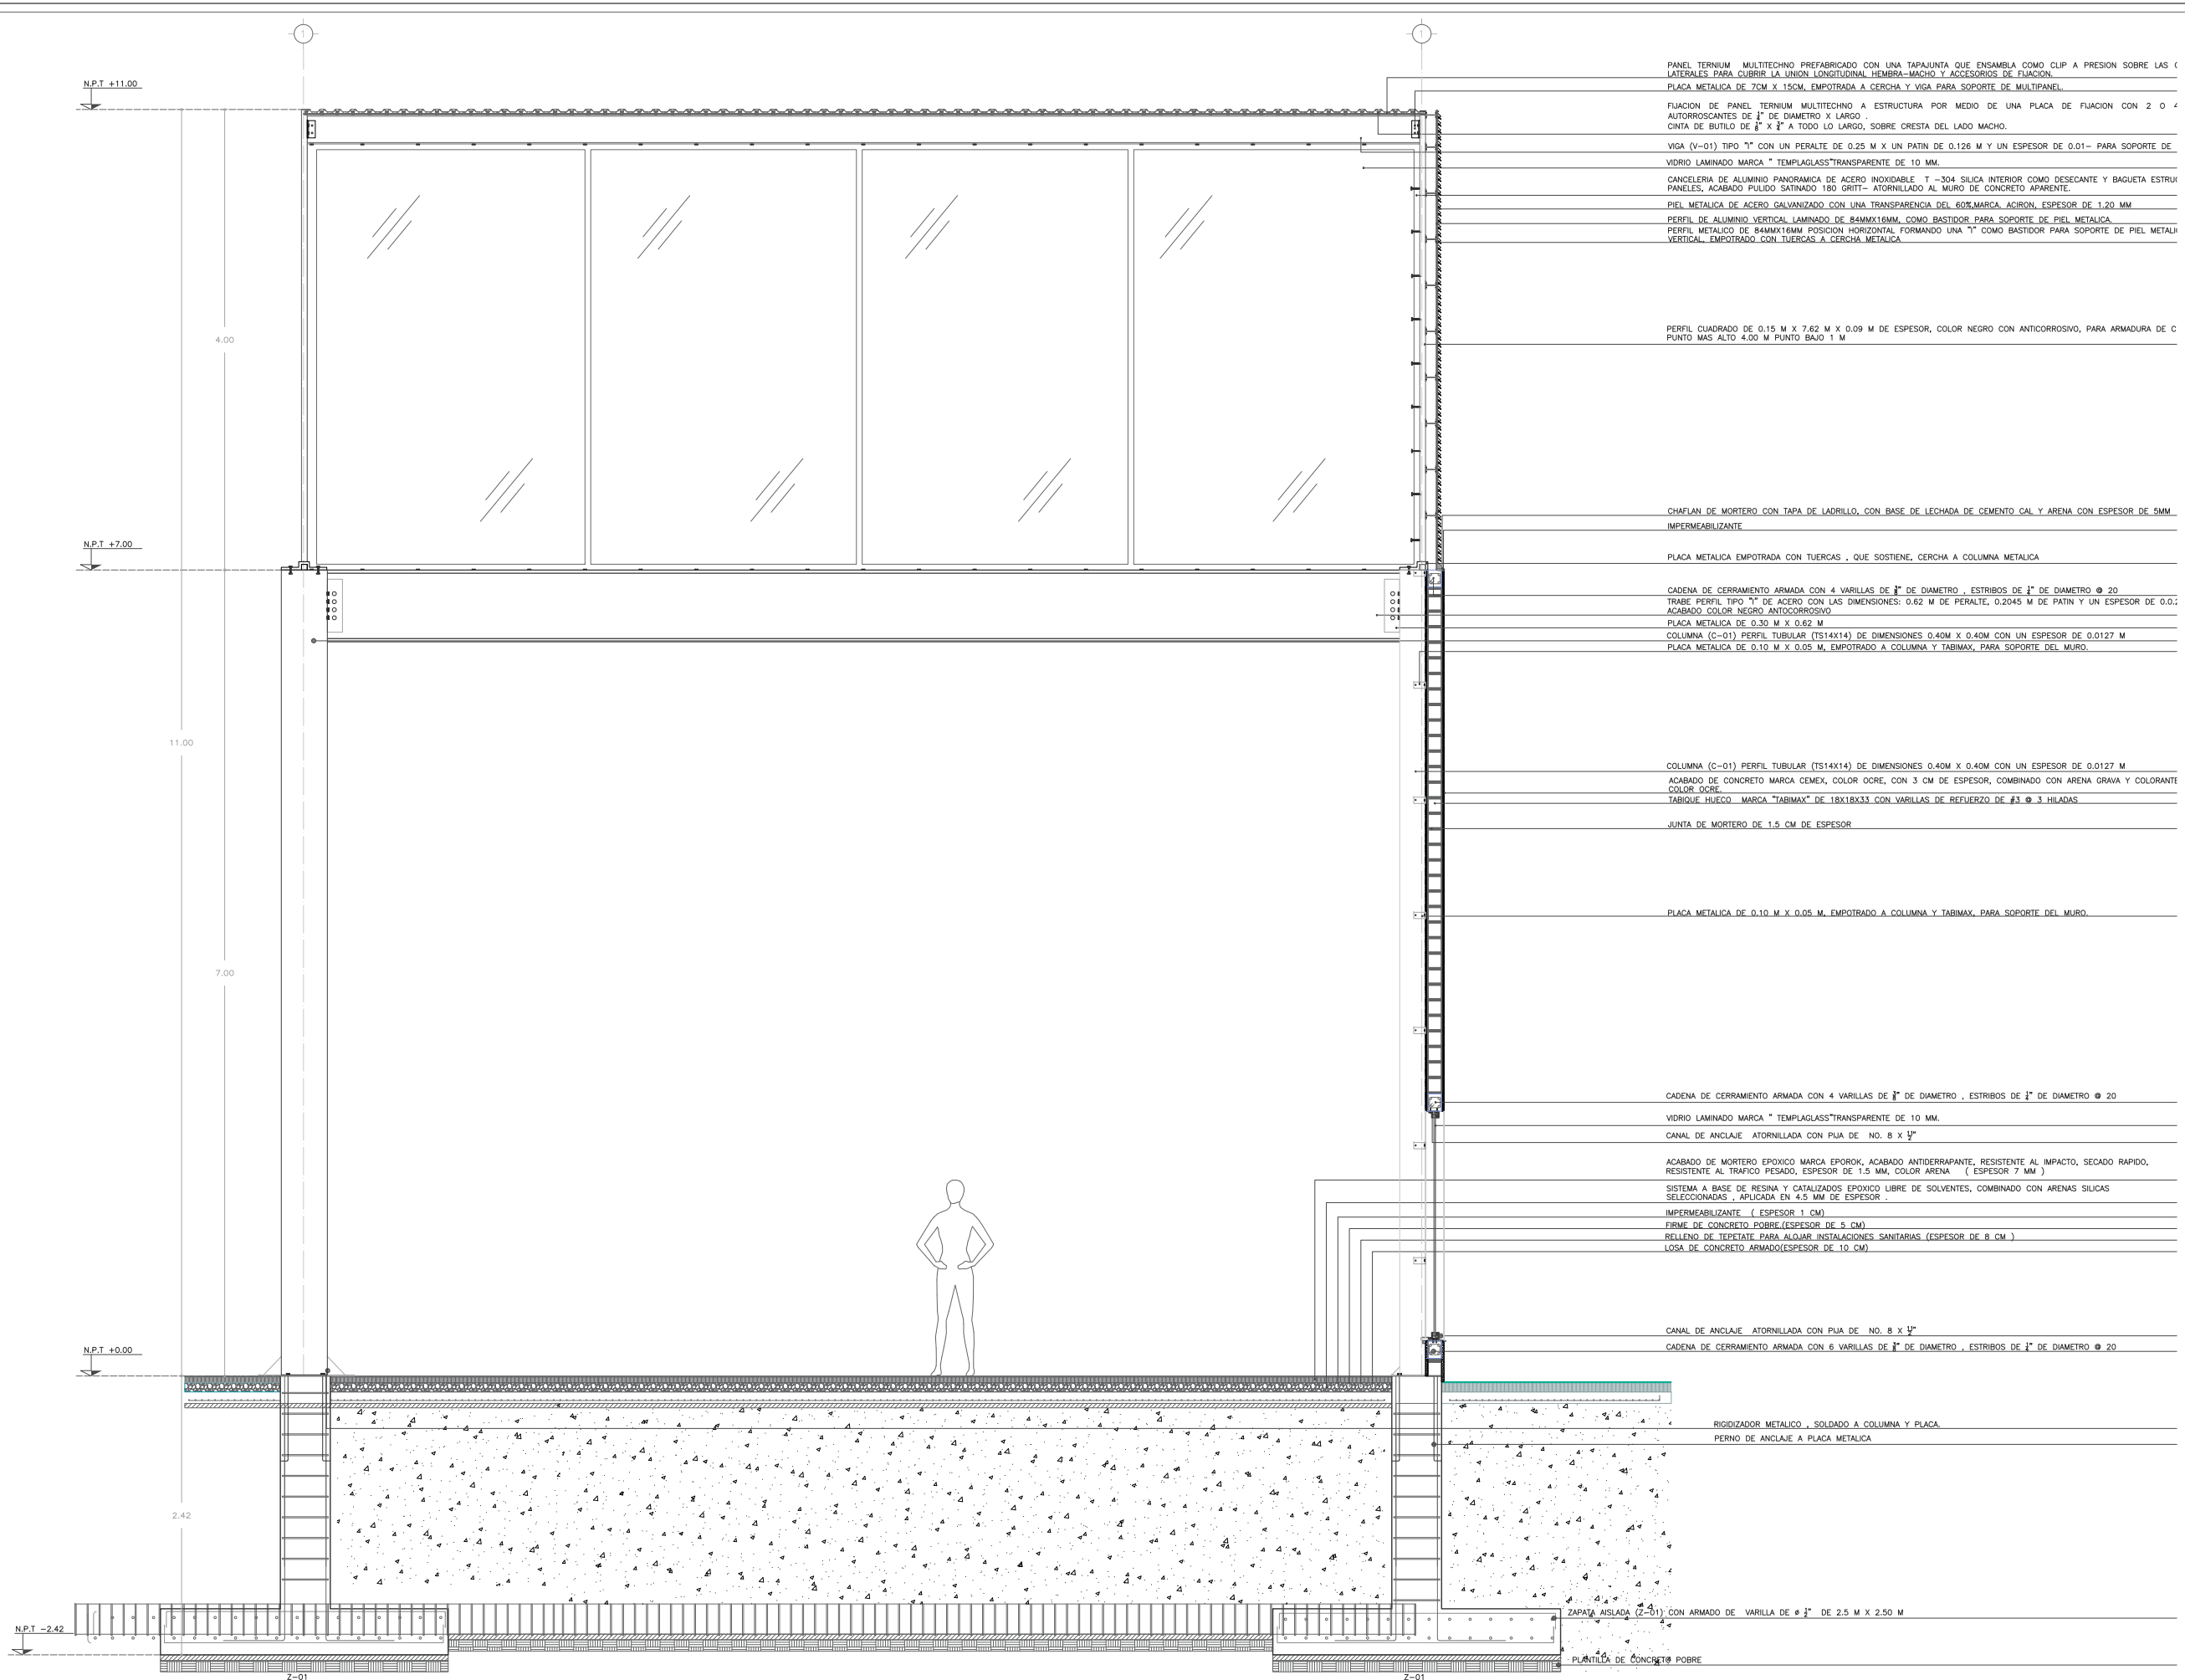 1
1
N.P.T +11.00
PANEL TERNIUM MULTITECHNO PREFABRICADO CON UNA TAPAJUNTA QUE ENSAMBLA COMO CLIP A PRESION SOBRE LAS
LATERALES PARA CUBRIR LA UNION LONGITUDINAL HEMBRA-MACHO Y ACCESORIOS DE FIJACION.
PLACA METALICA DE 7CM X 15CM, EMPOTRADA A CERCHA Y VIGA PARA SOPORTE DE MULTIPANEL.
FIJACION DE PANEL TERNIUM MULTITECHNO A ESTRUCTURA POR MEDIO DE UNA PLACA DE FIJACION CON 2 O 4
AUTORROSCANTES DE ¼" DE DIAMETRO X LARGO .
CINTA DE BUTILO DE X A TODO LO LARGO, SOBRE CRESTA DEL LADO MACHO.
VIGA (V-01) TIPO "I" CON UN PERALTE DE 0.25 M X UN PATIN DE 0.126 M Y UN ESPESOR DE 0.01- PARA SOPORTE DE
VIDRIO LAMINADO MARCA " TEMPLAGLASS"TRANSPARENTE DE 10 MM.
CANCELERIA DE ALUMINIO PANORAMICA DE ACERO INOXIDABLE T -304 SILICA INTERIOR COMO DESECANTE Y BAGUETA
PANELES, ACABADO PULIDO SATINADO 180 GRITT- ATORNILLADO AL MURO DE CONCRETO APARENTE.
PIEL METALICA DE ACERO GALVANIZADO CON UNA TRANSPARENCIA DEL 60%,MARCA. ACIRON, ESPESOR DE 1.20 MM
PERFIL DE ALUMINIO VERTICAL LAMINADO DE 84MMX16MM, COMO BASTIDOR PARA SOPORTE DE PIEL METALICA.
PERFIL METALICO DE 84MMX16MM POSICION HORIZONTAL FORMANDO UNA "I" COMO BASTIDOR PARA SOPORTE DE PIEL
VERTICAL, EMPOTRADO CON TUERCAS A CERCHA METALICA
4.00
PERFIL CUADRADO DE 0.15 M X 7.62 M X 0.09 M DE ESPESOR, COLOR NEGRO CON ANTICORROSIVO, PARA ARMADURA DE C
PUNTO MAS ALTO 4.00 M PUNTO BAJO 1 M
CHAFLAN DE MORTERO CON TAPA DE LADRILLO, CON BASE DE LECHADA DE CEMENTO CAL Y ARENA CON ESPESOR DE 5MM
IMPERMEABILIZANTE
N.P.T +7.00
PLACA METALICA EMPOTRADA CON TUERCAS , QUE SOSTIENE, CERCHA A COLUMNA METALICA
CADENA DE CERRAMIENTO ARMADA CON 4 VARILLAS DE ⅜" DE DIAMETRO , ESTRIBOS DE ¼" DE DIAMETRO @ 20
TRABE PERFIL TIPO "I" DE ACERO CON LAS DIMENSIONES: 0.62 M DE PERALTE, 0.2045 M DE PATIN Y UN ESPESOR DE
ACABADO COLOR NEGRO ANTOCORROSIVO
PLACA METALICA DE 0.30 M X 0.62 M
COLUMNA (C-01) PERFIL TUBULAR (TS14X14) DE DIMENSIONES 0.40M X 0.40M CON UN ESPESOR DE 0.0127 M
PLACA METALICA DE 0.10 M X 0.05 M, EMPOTRADO A COLUMNA Y TABIMAX, PARA SOPORTE DEL MURO.
11.00
COLUMNA (C-01) PERFIL TUBULAR (TS14X14) DE DIMENSIONES 0.40M X 0.40M CON UN ESPESOR DE 0.0127 M
ACABADO DE CONCRETO MARCA CEMEX, COLOR OCRE, CON 3 CM DE ESPESOR, COMBINADO CON ARENA GRAVA Y COLORANTE
COLOR OCRE.
TABIQUE HUECO MARCA "TABIMAX" DE 18X18X33 CON VARILLAS DE REFUERZO DE #3 @ 3 HILADAS
JUNTA DE MORTERO DE 1.5 CM DE ESPESOR
PLACA METALICA DE 0.10 M X 0.05 M, EMPOTRADO A COLUMNA Y TABIMAX, PARA SOPORTE DEL MURO.
7.00
CADENA DE CERRAMIENTO ARMADA CON 4 VARILLAS DE ⅜" DE DIAMETRO , ESTRIBOS DE ¼" DE DIAMETRO @ 20
VIDRIO LAMINADO MARCA " TEMPLAGLASS"TRANSPARENTE DE 10 MM.
CANAL DE ANCLAJE ATORNILLADA CON PIJA DE NO. 8 X
ACABADO DE MORTERO EPOXICO MARCA EPOROK, ACABADO ANTIDERRAPANTE, RESISTENTE AL IMPACTO, SECADO RAPIDO,
RESISTENTE AL TRAFICO PESADO, ESPESOR DE 1.5 MM, COLOR ARENA ( ESPESOR 7 MM )
SISTEMA A BASE DE RESINA Y CATALIZADOS EPOXICO LIBRE DE SOLVENTES, COMBINADO CON ARENAS SILICAS
SELECCIONADAS , APLICADA EN 4.5 MM DE ESPESOR .
IMPERMEABILIZANTE ( ESPESOR 1 CM)
FIRME DE CONCRETO POBRE.(ESPESOR DE 5 CM)
RELLENO DE TEPETATE PARA ALOJAR INSTALACIONES SANITARIAS (ESPESOR DE 8 CM )
LOSA DE CONCRETO ARMADO(ESPESOR DE 10 CM)
CANAL DE ANCLAJE ATORNILLADA CON PIJA DE NO. 8 X
CADENA DE CERRAMIENTO ARMADA CON 6 VARILLAS DE ⅜" DE DIAMETRO , ESTRIBOS DE ¼" DE DIAMETRO @ 20
N.P.T +0.00
RIGIDIZADOR METALICO , SOLDADO A COLUMNA Y PLACA.
PERNO DE ANCLAJE A PLACA METALICA
2.42
ZAPATA AISLADA (Z-01) CON ARMADO DE VARILLA DE ø ½" DE 2.5 M X 2.50 M
N.P.T -2.42
PLANTILLA DE CONCRETO POBRE
Z-01
Z-01